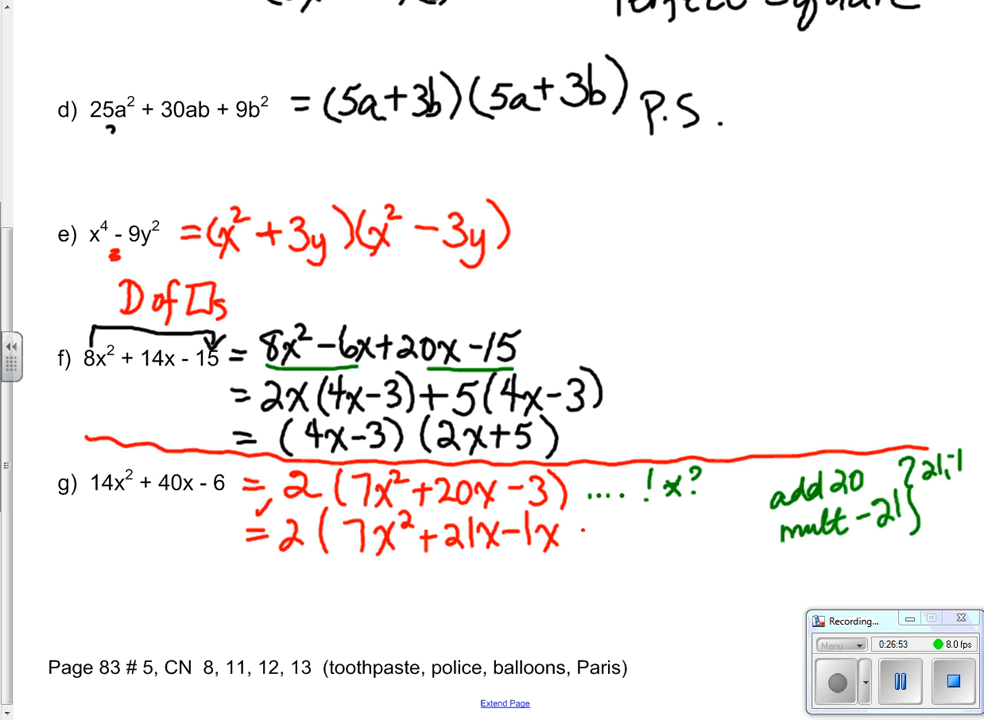 Perfect Square
d) 25a² + 30ab + 9b² = (5a+3b)(5a+3b) P.S.
e) x⁴ - 9y² = (x² + 3y)(x² - 3y)
D of □s
f) 8x² + 14x - 15 = 8x² - 6x + 20x - 15
= 2x(4x-3) + 5(4x-3)
= (4x-3)(2x+5)
g) 14x² + 40x - 6 = 2(7x² + 20x - 3) .... ! x? add 20 } 21,-1
mult -21
= 2(7x² + 21x - 1x
Recording...
Menu 0:26:53 8.0 fps
Page 83 # 5, CN 8, 11, 12, 13 (toothpaste, police, balloons, Paris)
Extend Page